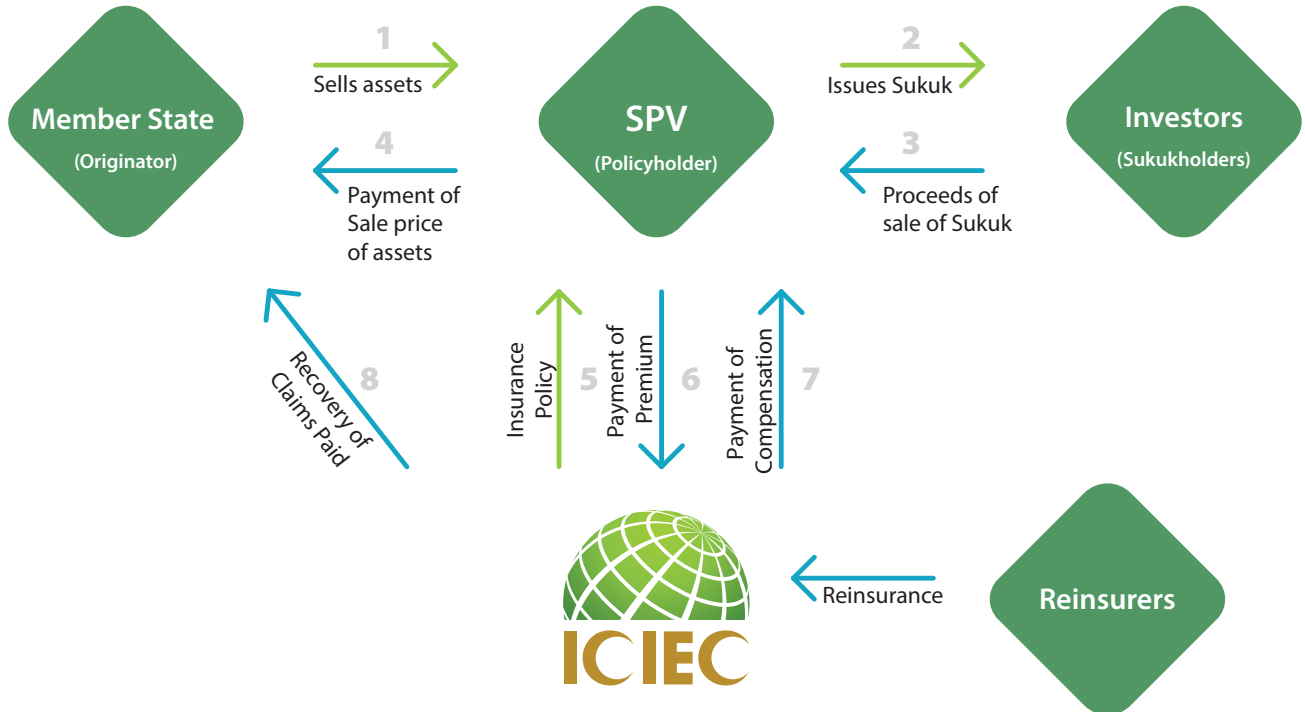 1
Sells assets
2
Issues Sukuk
Member State
(Originator)
SPV
(Policyholder)
Investors
(Sukukholders)
4
Payment of
Sale price
of assets
3
Proceeds of
sale of Sukuk
Recovery of
Claims Paid
8
Insurance
Policy
5
Payment of
Premium
6
Payment of
Compensation
7
ICIEC
Reinsurance
Reinsurers